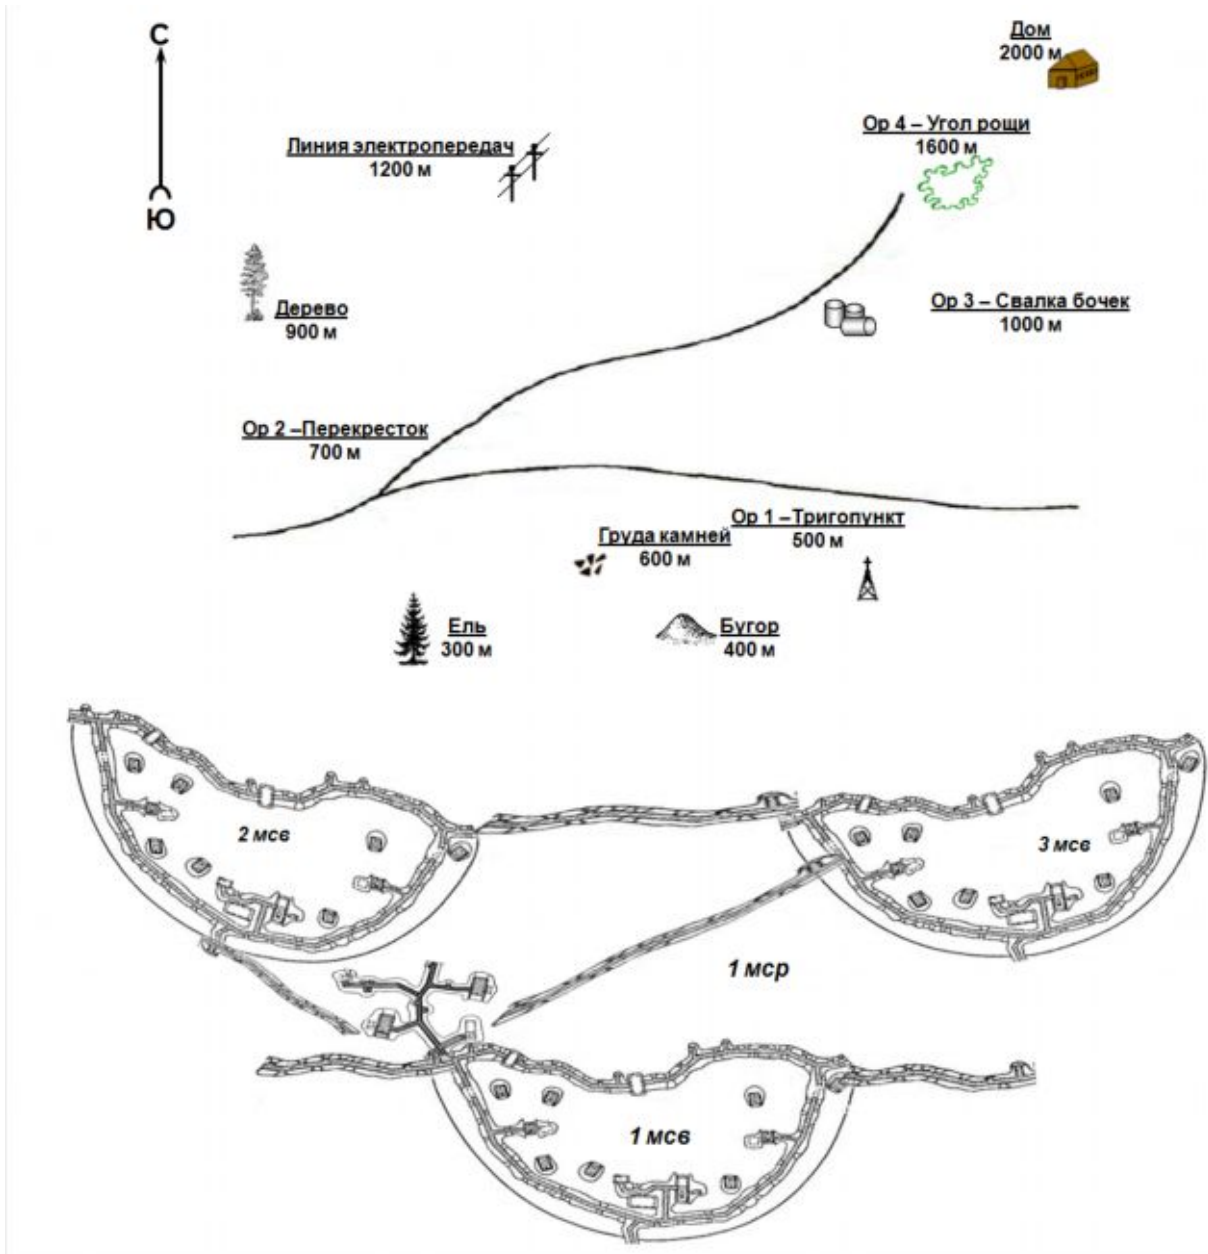 С
Ю
Дом
2000 м
Ор 4 – Угол рощи
1600 м
Линия электропередач
1200 м
Дерево
900 м
Ор 3 – Свалка бочек
1000 м
Ор 2 –Перекресток
700 м
Ор 1 –Тригопункт
500 м
Груда камней
600 м
Ель
300 м
Бугор
400 м
2 мсв
3 мсв
1 мср
1 мсв